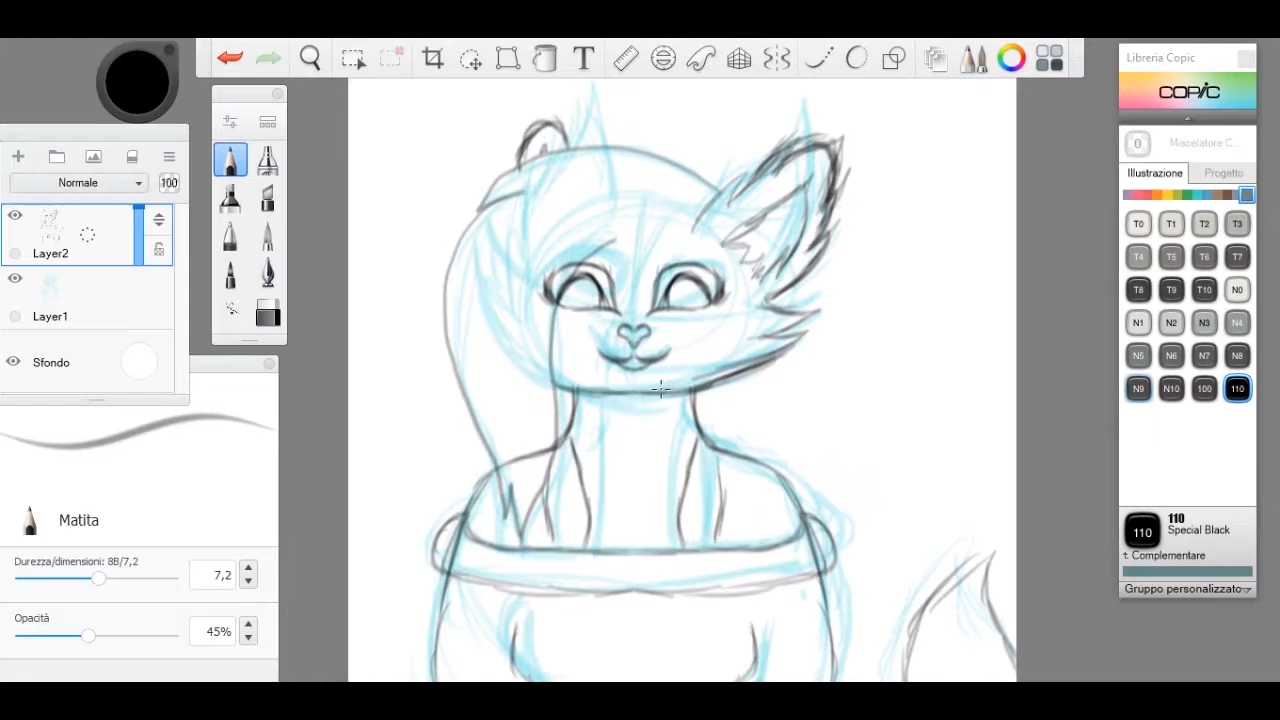 Libreria Copic
COPIC
0
Miscelatore C...
Illustrazione
Progetto
T0 T1 T2 T3
T4 T5 T6 T7
T8 T9 T10 N0
N1 N2 N3 N4
N5 N6 N7 N8
N9 N10 100 110
110
110
Special Black
Complementare
Gruppo personalizzato
T
Normale
100
Layer2
Layer1
Sfondo
Matita
Durezza/dimensioni: 8B/7,2
7,2
Opacità
45%